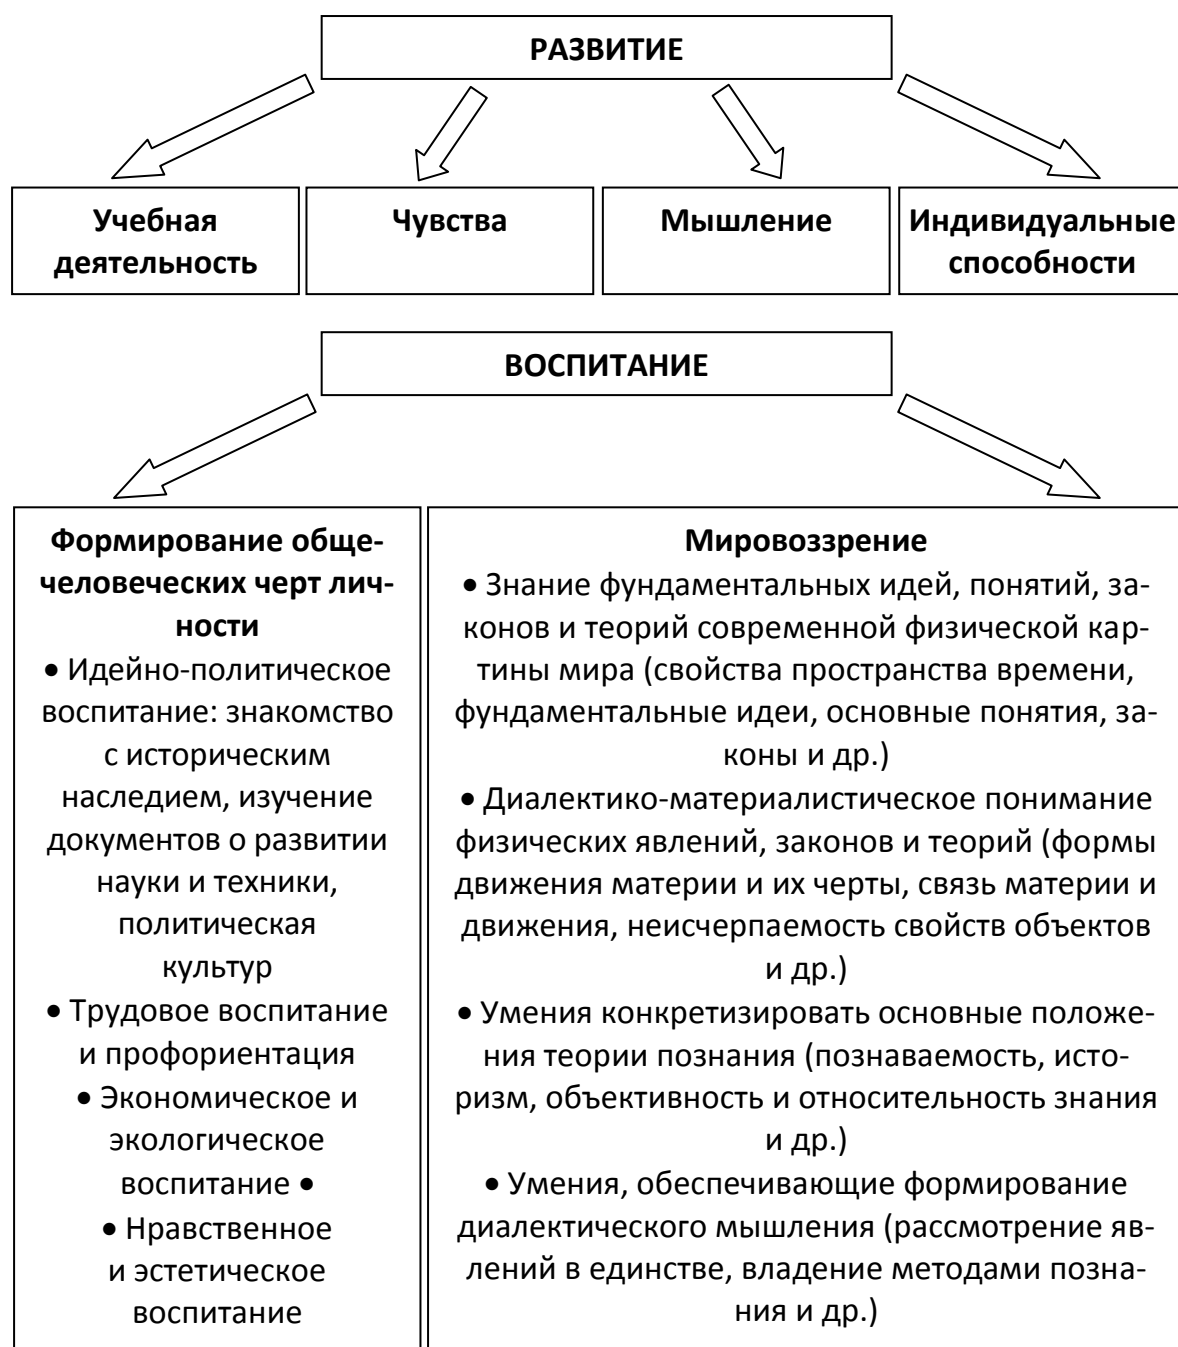 РАЗВИТИЕ
Учебная
деятельность
Чувства
Мышление
Индивидуальные
способности
ВОСПИТАНИЕ
Формирование обще-
человеческих черт лич-
ности
• Идейно-политическое
воспитание: знакомство
с историческим
наследием, изучение
документов о развитии
науки и техники,
политическая
культур
• Трудовое воспитание
и профориентация
• Экономическое и
экологическое
воспитание •
• Нравственное
и эстетическое
воспитание
Мировоззрение
• Знание фундаментальных идей, понятий, за-
конов и теорий современной физической кар-
тины мира (свойства пространства времени,
фундаментальные идеи, основные понятия, за-
коны и др.)
• Диалектико-материалистическое понимание
физических явлений, законов и теорий (формы
движения материи и их черты, связь материи и
движения, неисчерпаемость свойств объектов
и др.)
• Умения конкретизировать основные положе-
ния теории познания (познаваемость, исто-
ризм, объективность и относительность знания
и др.)
• Умения, обеспечивающие формирование
диалектического мышления (рассмотрение яв-
лений в единстве, владение методами позна-
ния и др.)